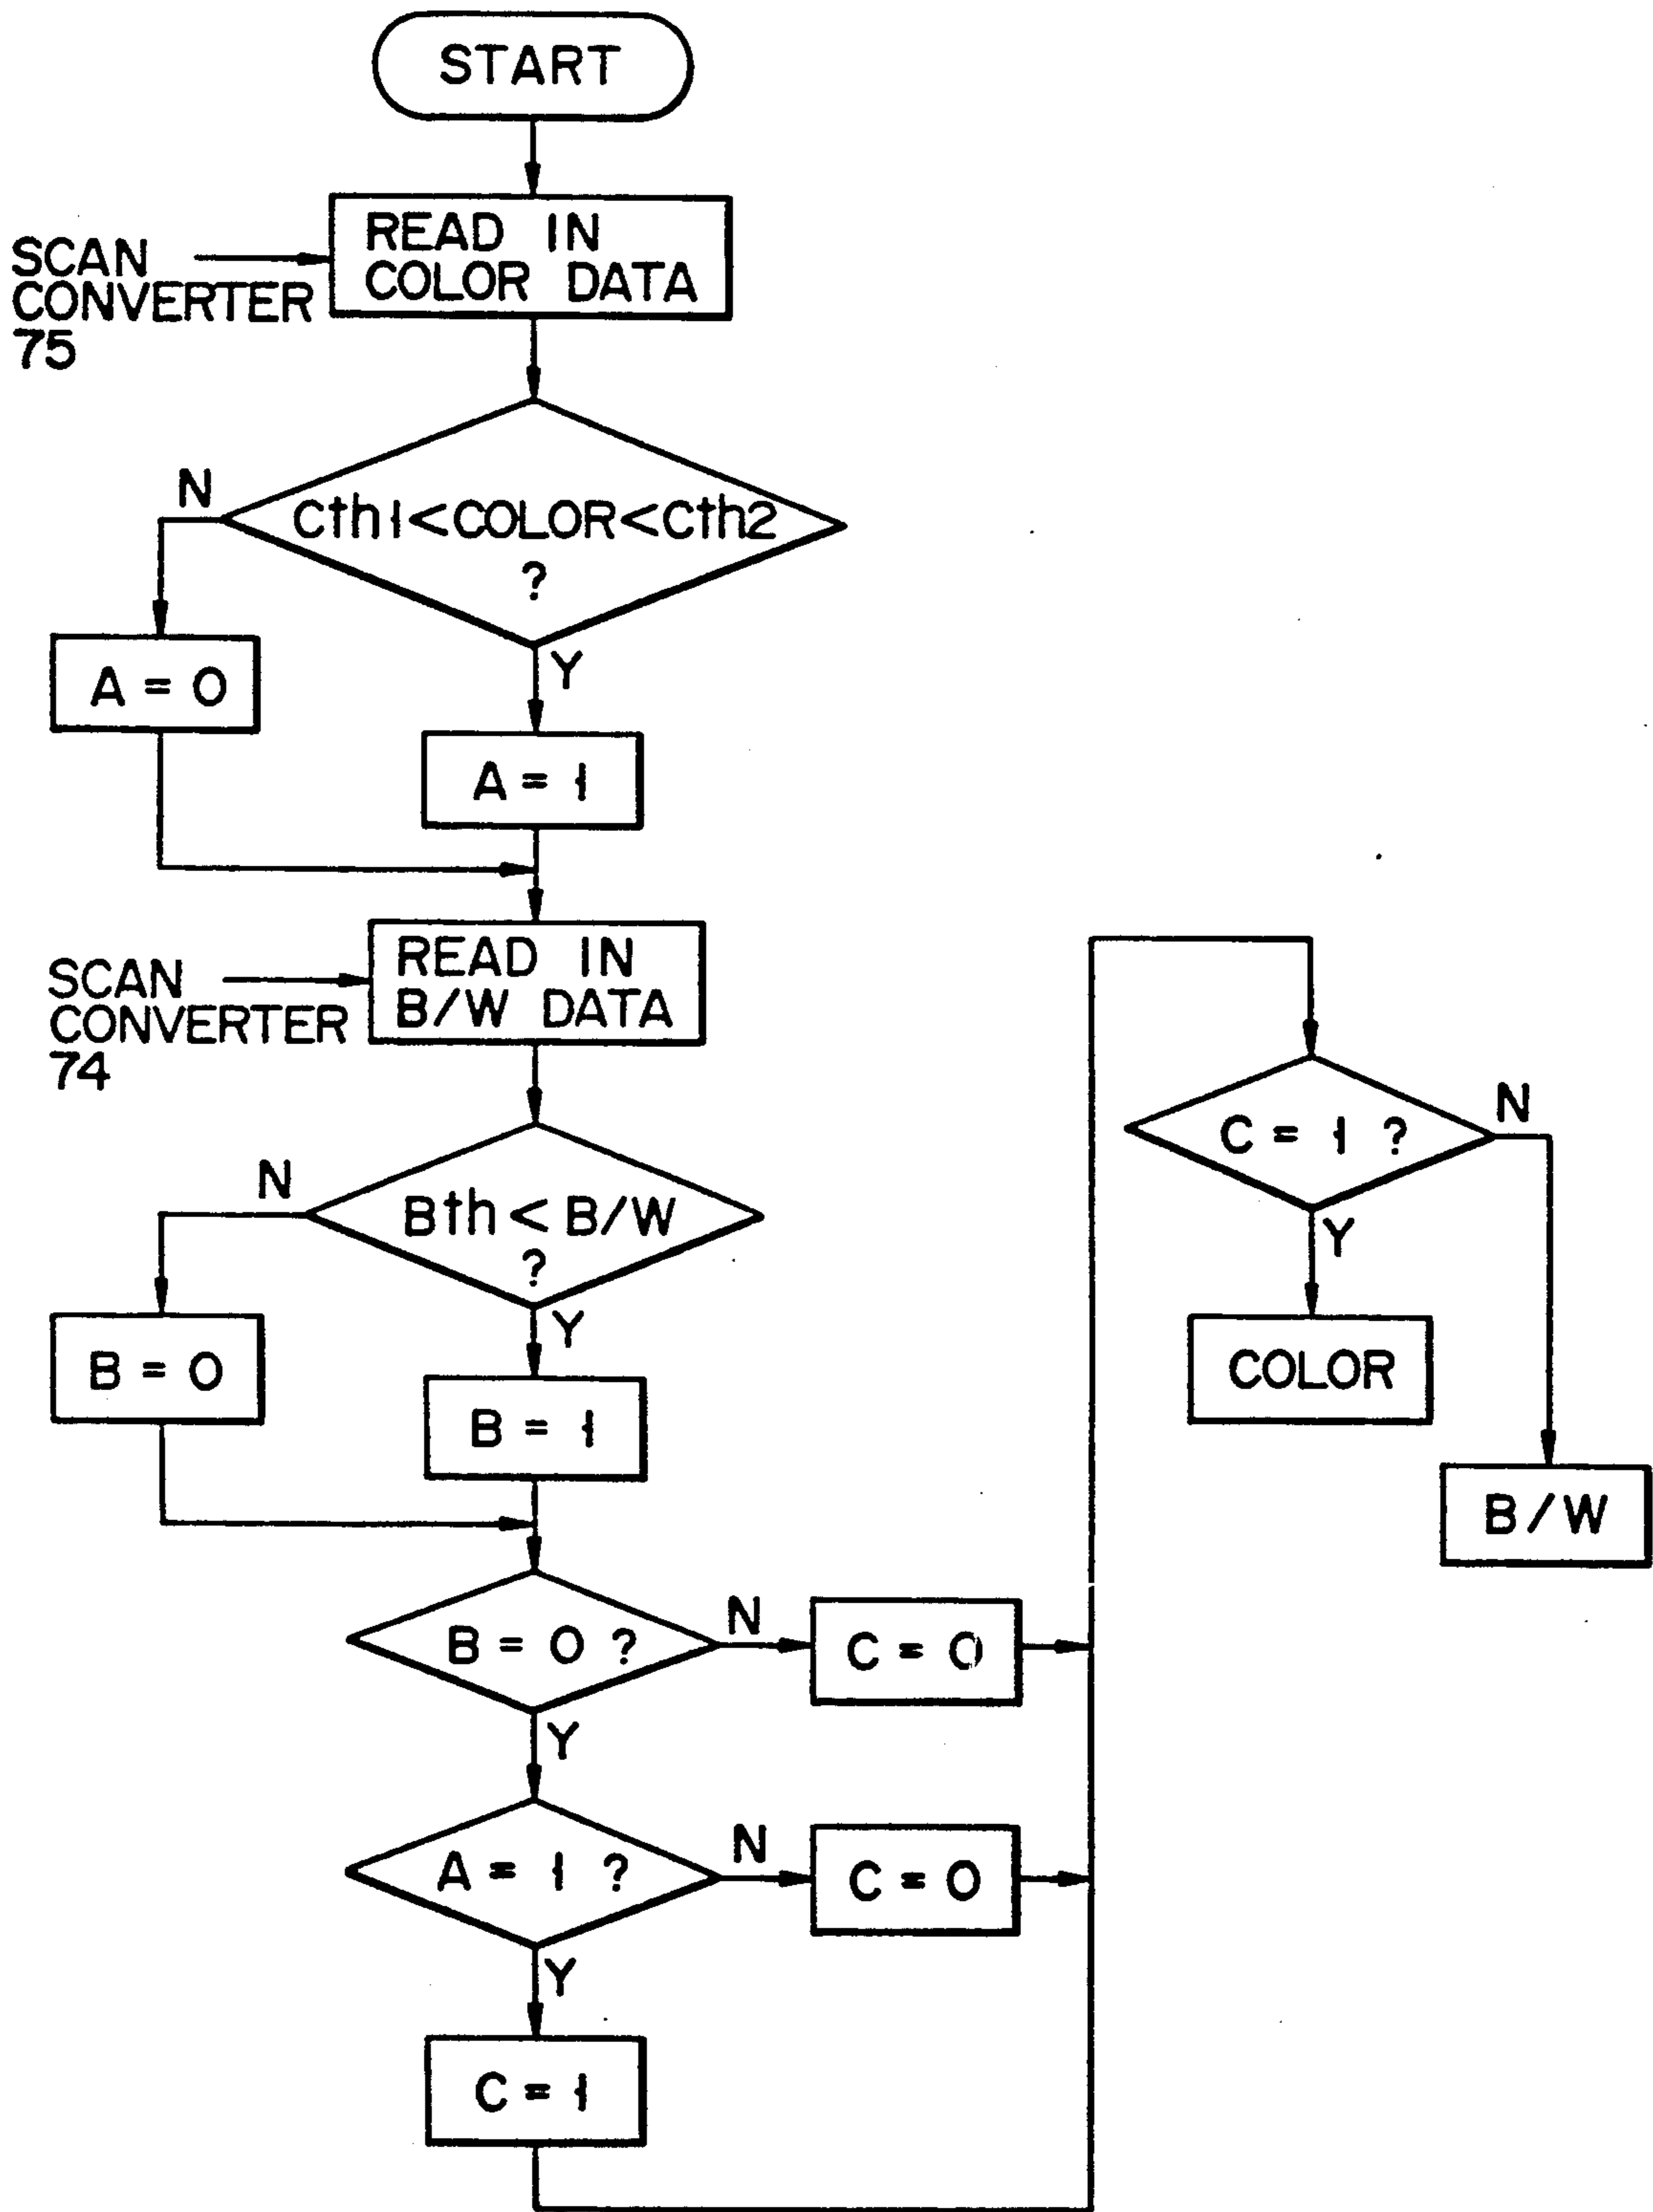 START
READ IN
COLOR DATA
SCAN
CONVERTER
75
N
Cth1<COLOR<Cth2
?
A = 0
Y
A = 1
READ IN
B/W DATA
SCAN
CONVERTER
74
N
Bth < B/W
?
B = 0
Y
B = 1
B = 0 ?
N
C = 0
Y
A = 1 ?
N
C = 0
Y
C = 1
C = 1 ?
N
Y
COLOR
B/W